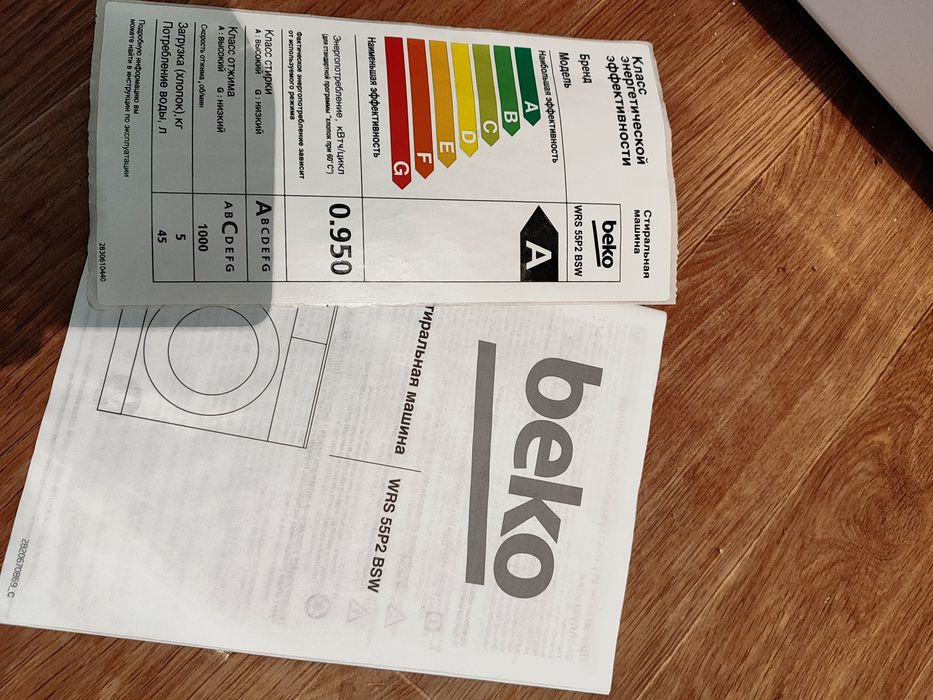 Класс
энергетической
эффективности
Стиральная
машина
Бренд
beko
Модель
WRS 55P2 BSW
Наибольшая эффективность
A
B
C
D
E
F
G
A
Наименьшая эффективность
Энергопотребление, кВтч/цикл
(для стандартной программы "хлопок при 60°C")
0.950
Фактическое энергопотребление зависит
от используемого режима
Класс стирки
A : ВЫСОКИЙ G : НИЗКИЙ
A B C D E F G
Класс отжима
A : ВЫСОКИЙ G : НИЗКИЙ
A B C D E F G
Скорость отжима, об/мин
1000
Загрузка (хлопок),кг
5
Потребление воды, л
45
Подробную информацию вы
можете найти в инструкции по эксплуатации
2830610440
beko
тиральная машина
WRS 55P2 BSW
2820670869_C